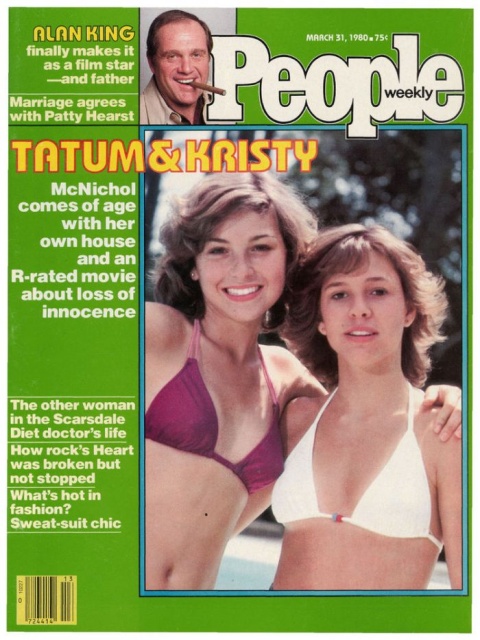 ALAN KING
finally makes it
as a film star
—and father
Marriage agrees
with Patty Hearst
MARCH 31, 1980 ■ 75¢
People
weekly
TATUM & KRISTY
McNichol
comes of age
with her
own house
and an
R-rated movie
about loss of
innocence
The other woman
in the Scarsdale
Diet doctor's life
How rock's Heart
was broken but
not stopped
What's hot in
fashion?
Sweat-suit chic
13
724414